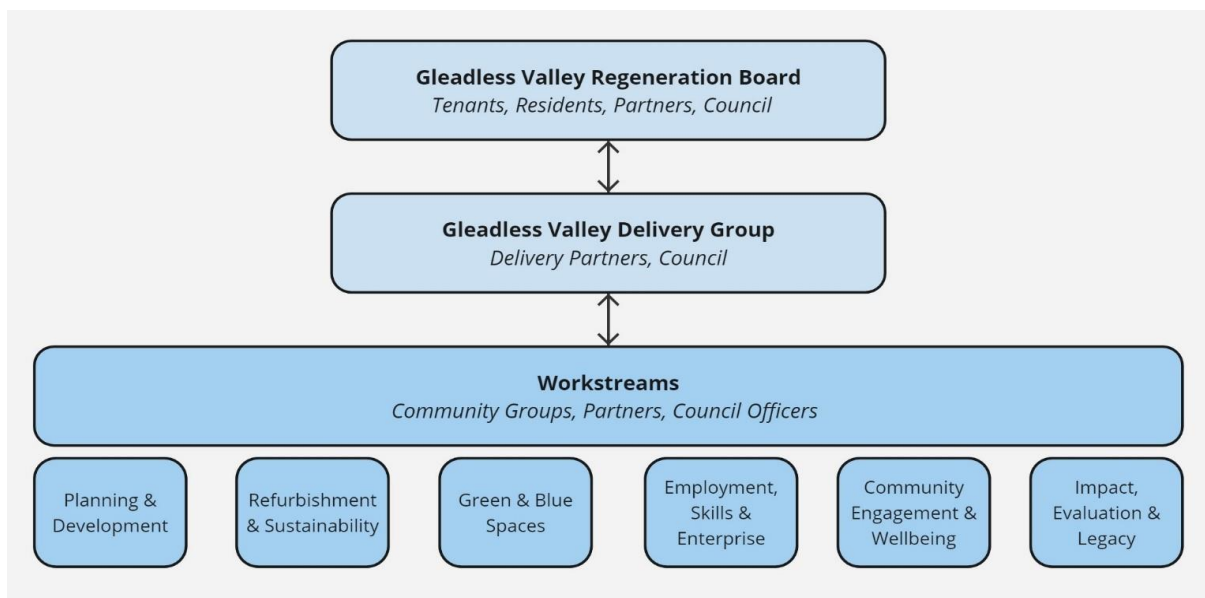 Gleadless Valley Regeneration Board
Tenants, Residents, Partners, Council
Gleadless Valley Delivery Group
Delivery Partners, Council
Workstreams
Community Groups, Partners, Council Officers
Planning &
Development
Refurbishment
& Sustainability
Green & Blue
Spaces
Employment,
Skills &
Enterprise
Community
Engagement &
Wellbeing
Impact,
Evaluation &
Legacy